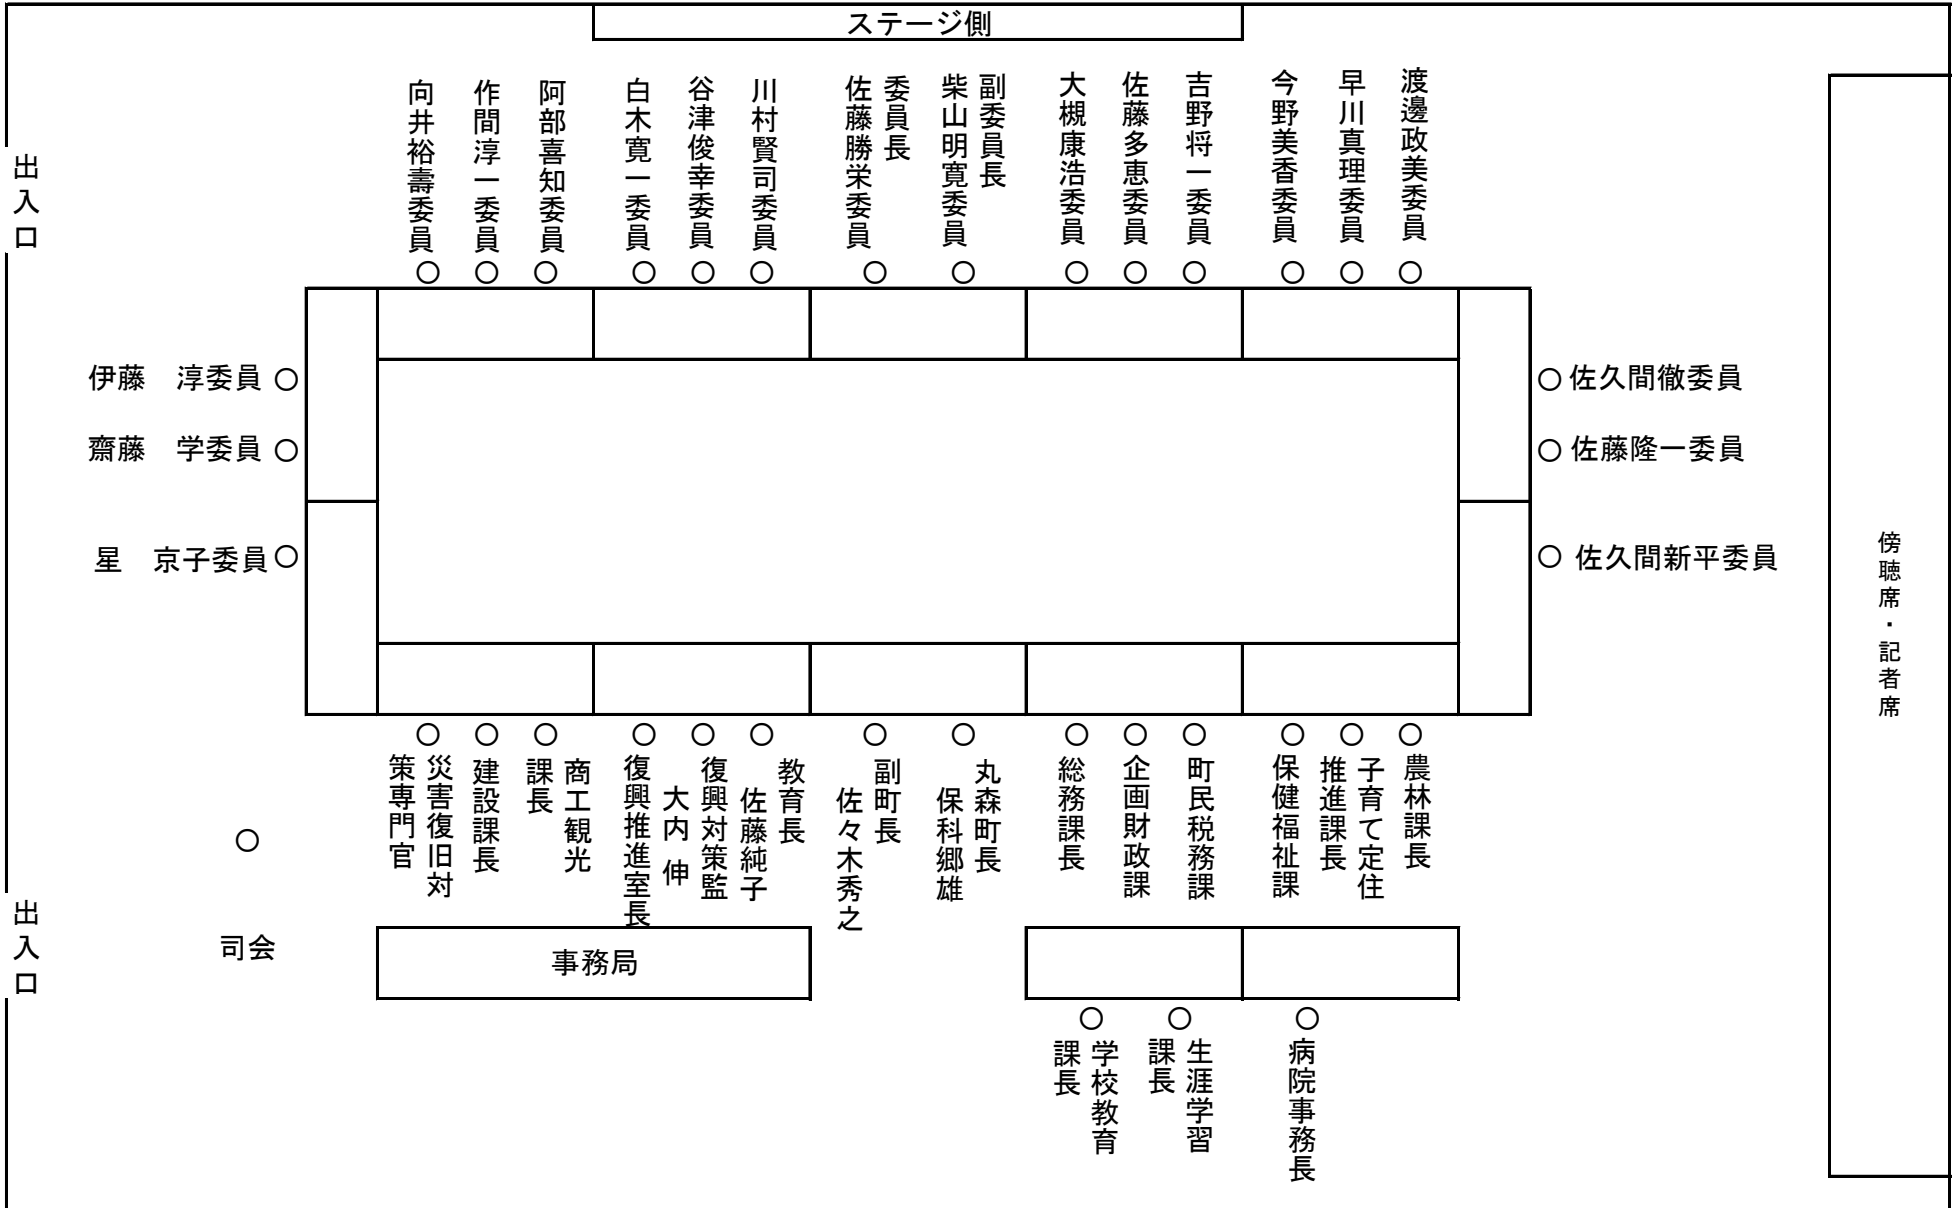 ステージ側
向井裕壽委員
作間淳一委員
阿部喜知委員
白木寛一委員
谷津俊幸委員
川村賢司委員
委員長
佐藤勝栄委員
副委員長
柴山明寛委員
大槻康浩委員
佐藤多恵委員
吉野将一委員
今野美香委員
早川真理委員
渡邊政美委員
出入口
伊藤　淳委員
齋藤　学委員
星　京子委員
佐久間徹委員
佐藤隆一委員
佐久間新平委員
傍聴席・記者席
災害復旧対
策専門官
建設課長
商工観光
課長
復興推進室長
復興対策監
大内 伸
教育長
佐藤純子
副町長
佐々木秀之
丸森町長
保科郷雄
総務課長
企画財政課
町民税務課
保健福祉課
子育て定住
推進課長
農林課長
出入口
司会
事務局
学校教育
課長
生涯学習
課長
病院事務長